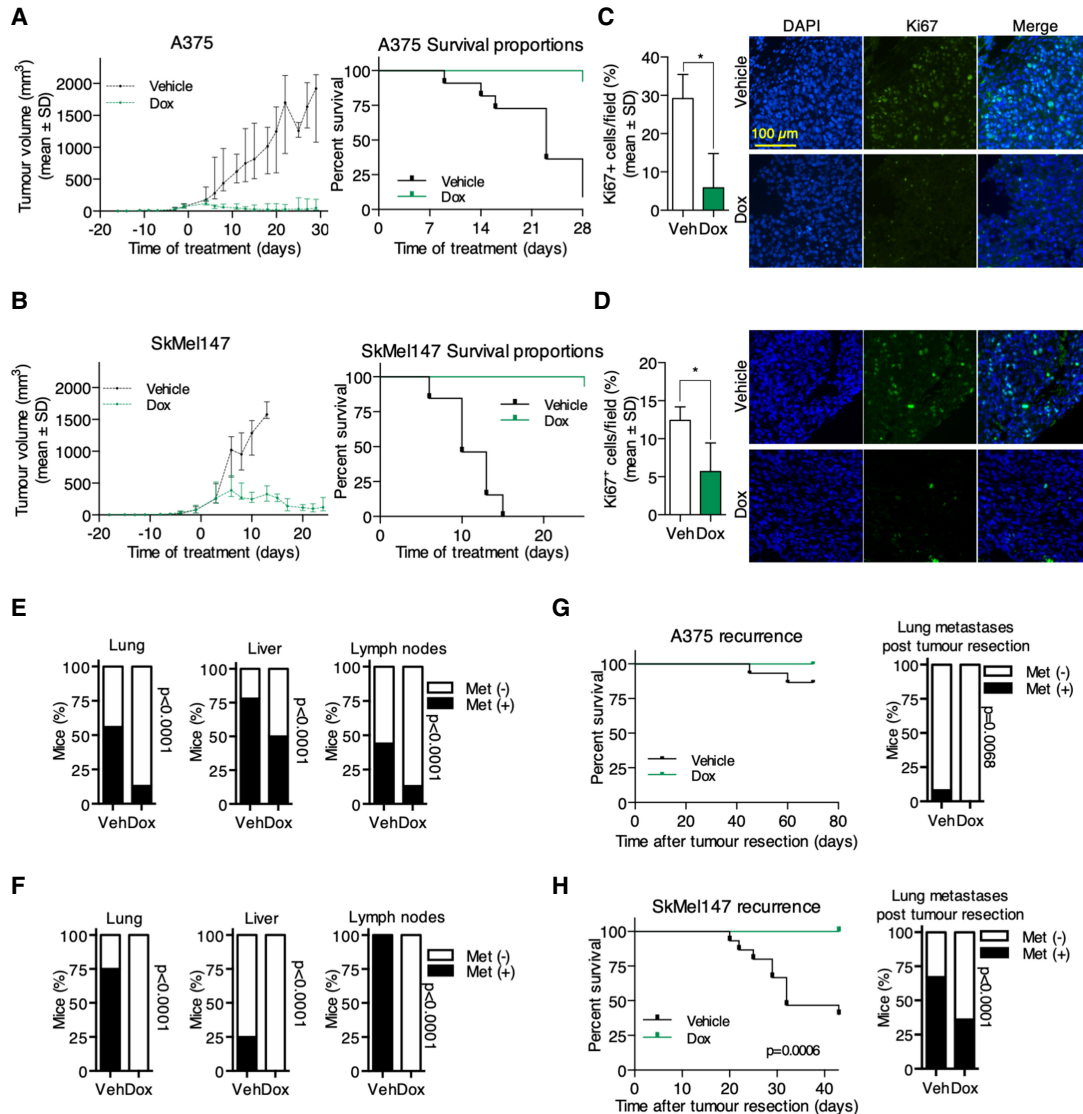 A
A375
Tumour volume (mm3)
(mean ± SD)
2000
1500
1000
500
0
Vehicle
Dox
-20 -10 0 10 20 30
Time of treatment (days)
A375 Survival proportions
Percent survival
100
75
50
25
0
Vehicle
Dox
0 7 14 21 28
Time of treatment (days)
C
Ki67+ cells/field (%)
(mean ± SD)
40
30
20
10
0
*
Veh Dox
DAPI Ki67 Merge
Vehicle
100 µm
Dox
B
SkMel147
Tumour volume (mm3)
(mean ± SD)
2000
1500
1000
500
0
Vehicle
Dox
-20 -10 0 10 20
Time of treatment (days)
SkMel147 Survival proportions
Percent survival
100
75
50
25
0
Vehicle
Dox
0 10 20
Time of treatment (days)
D
Ki67+ cells/field (%)
(mean ± SD)
20
15
10
5
0
*
Veh Dox
Vehicle
Dox
E
Lung
Mice (%)
100
75
50
25
0
VehDox
p<0.0001
Liver
Mice (%)
100
75
50
25
0
VehDox
p<0.0001
Lymph nodes
Mice (%)
100
75
50
25
0
VehDox
p<0.0001
Met (-)
Met (+)
G
A375 recurrence
Percent survival
100
75
50
25
0
Vehicle
Dox
0 20 40 60 80
Time after tumour resection (days)
Lung metastases
post tumour resection
Mice (%)
100
75
50
25
0
Veh Dox
Met (-)
Met (+)
p=0.0068
F
Lung
Mice (%)
100
75
50
25
0
VehDox
p<0.0001
Liver
Mice (%)
100
75
50
25
0
VehDox
p<0.0001
Lymph nodes
Mice (%)
100
75
50
25
0
VehDox
p<0.0001
Met (-)
Met (+)
H
SkMel147 recurrence
Percent survival
100
75
50
25
0
Vehicle
Dox
p=0.0006
0 10 20 30 40
Time after tumour resection (days)
Lung metastases
post tumour resection
Mice (%)
100
75
50
25
0
Veh Dox
Met (-)
Met (+)
p<0.0001